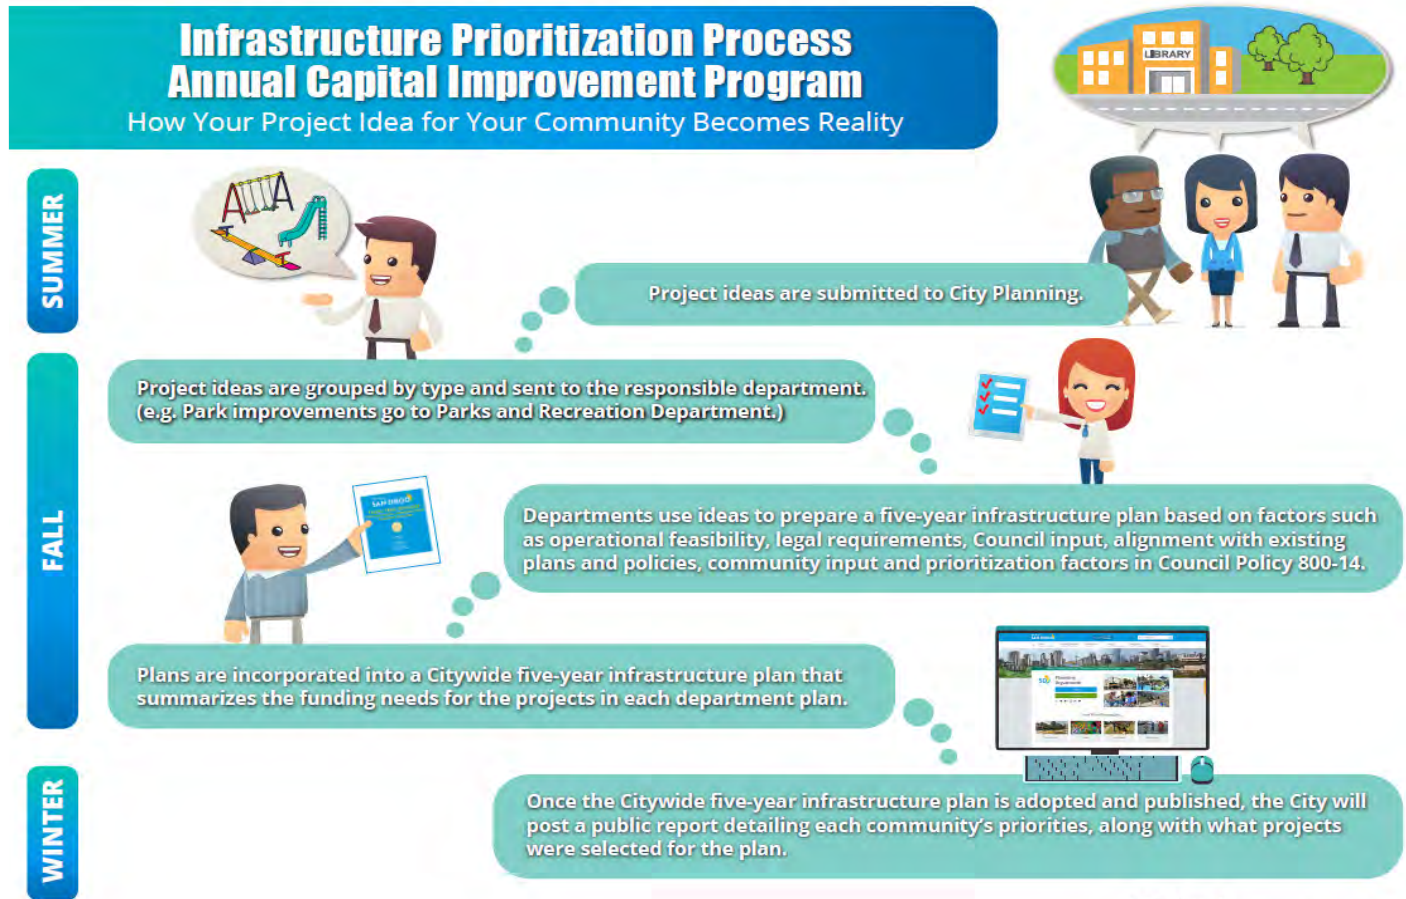 Infrastructure Prioritization Process
Annual Capital Improvement Program
How Your Project Idea for Your Community Becomes Reality
LIBRARY
SUMMER
Project ideas are submitted to City Planning.
FALL
Project ideas are grouped by type and sent to the responsible department.
(e.g. Park improvements go to Parks and Recreation Department.)
SAN DIEGO
Departments use ideas to prepare a five-year infrastructure plan based on factors such
as operational feasibility, legal requirements, Council input, alignment with existing
plans and policies, community input and prioritization factors in Council Policy 800-14.
Plans are incorporated into a Citywide five-year infrastructure plan that
summarizes the funding needs for the projects in each department plan.
SAN DIEGO
WINTER
Once the Citywide five-year infrastructure plan is adopted and published, the City will
post a public report detailing each community's priorities, along with what projects
were selected for the plan.